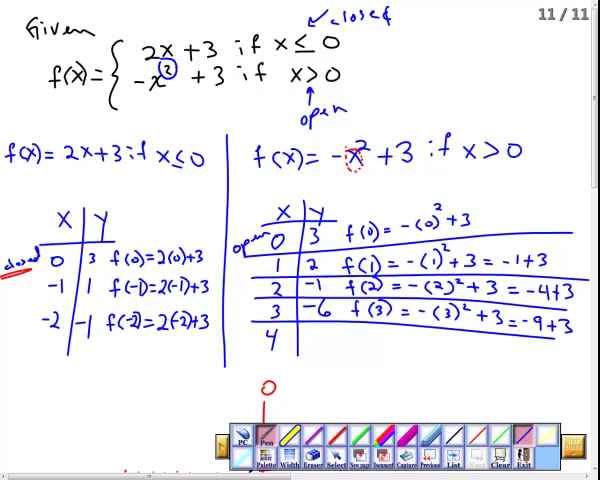 11 / 11
closed
Given
f(x)= { 2x + 3 if x ≤ 0
-x² + 3 if x > 0
open
f(x) = 2x + 3 if x ≤ 0
f(x) = -x² + 3 if x > 0
X Y
closed 0 3 f(0) = 2(0)+3
-1 1 f(-1) = 2(-1)+3
-2 -1 f(-2) = 2(-2)+3
X Y
open 0 3 f(0) = -(0)² + 3
1 2 f(1) = -(1)² + 3 = -1+3
2 -1 f(2) = -(2)² + 3 = -4+3
3 -6 f(3) = -(3)² + 3 = -9+3
4
PC Pen
Palette Width Eraser Select New page Document Capture Previous List Next Clear Exit